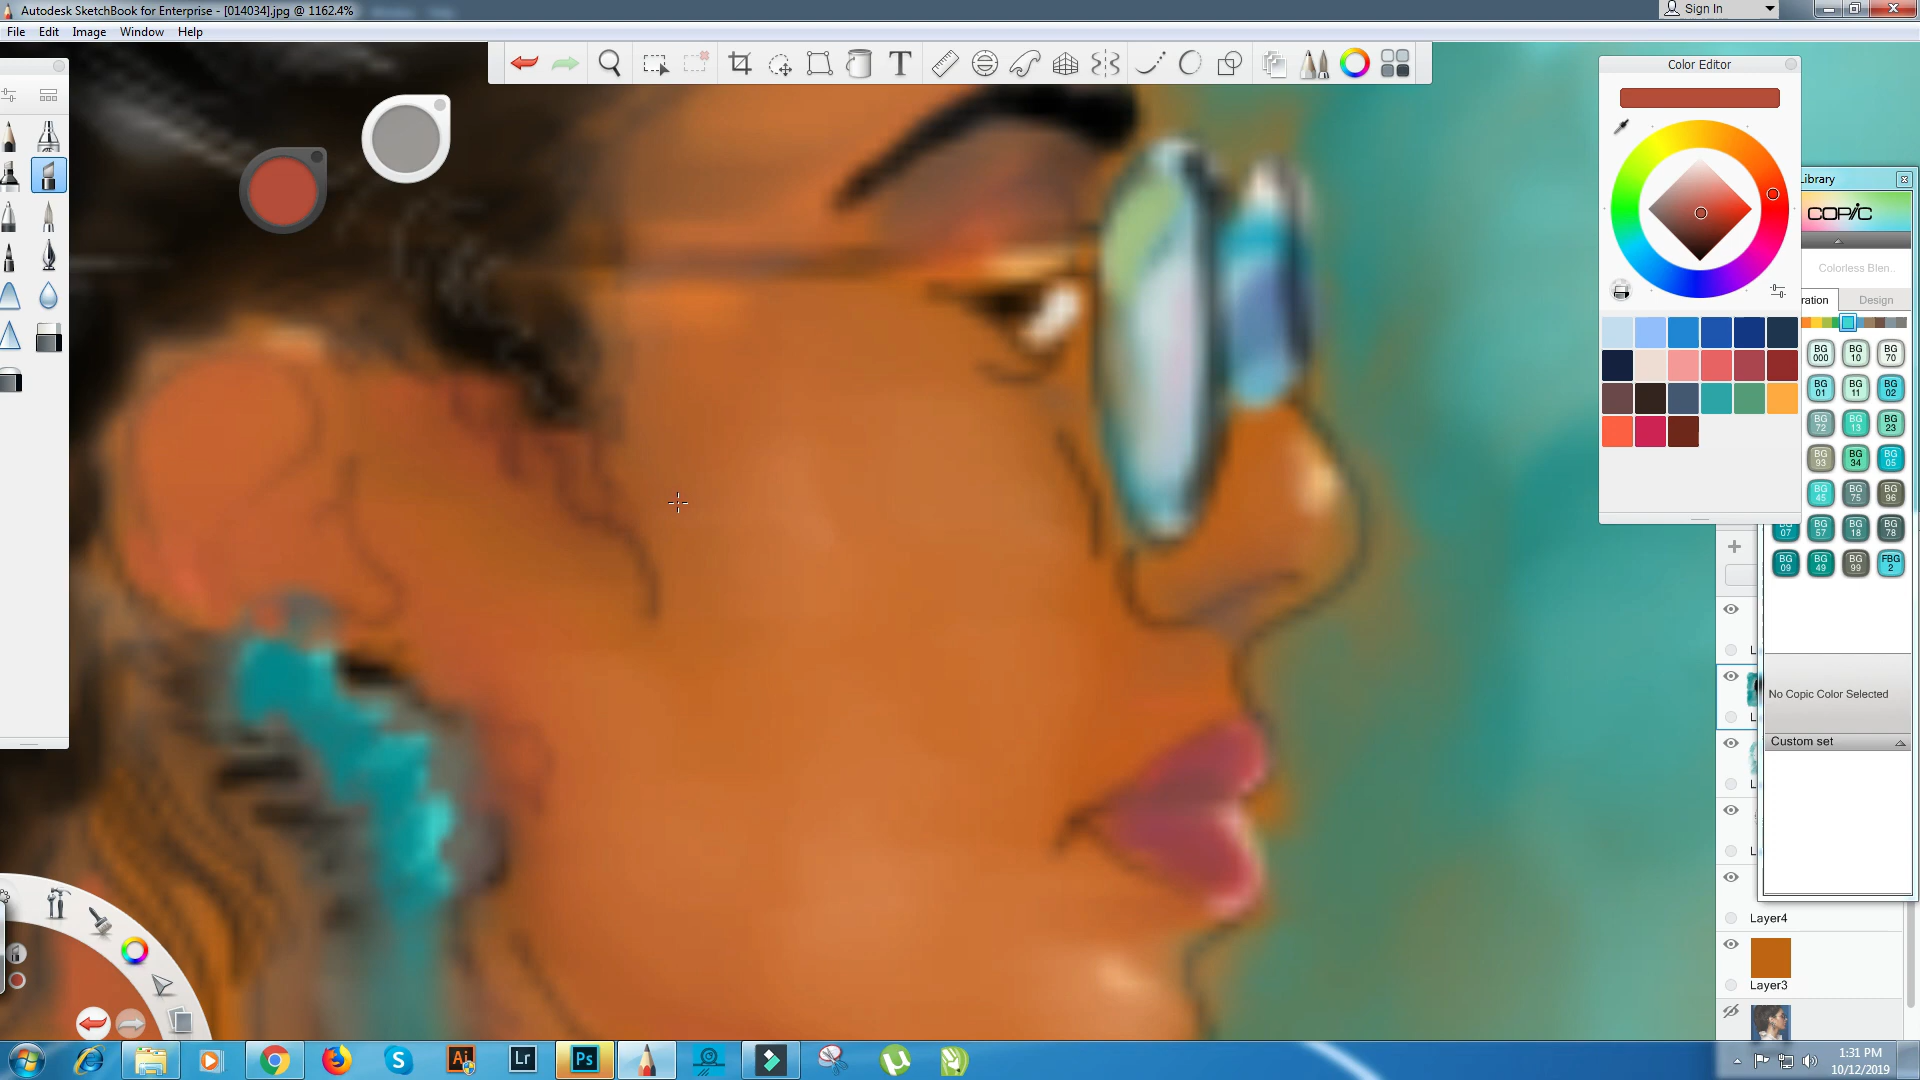 Autodesk SketchBook for Enterprise - [014034].jpg @ 1162.4%
Sign In
File Edit Image Window Help
T
Color Editor
Library
COPIC
Colorless Blen..
ration Design
BG 000 BG 10 BG 70
BG 01 BG 11 BG 02
BG 72 BG 13 BG 23
BG 93 BG 34 BG 05
BG 45 BG 75 BG 96
BG 07 BG 57 BG 18 BG 78
BG 09 BG 49 BG 99 FBG 2
No Copic Color Selected
Custom set
Layer4
Layer3
Ai Lr Ps
1:31 PM
10/12/2019